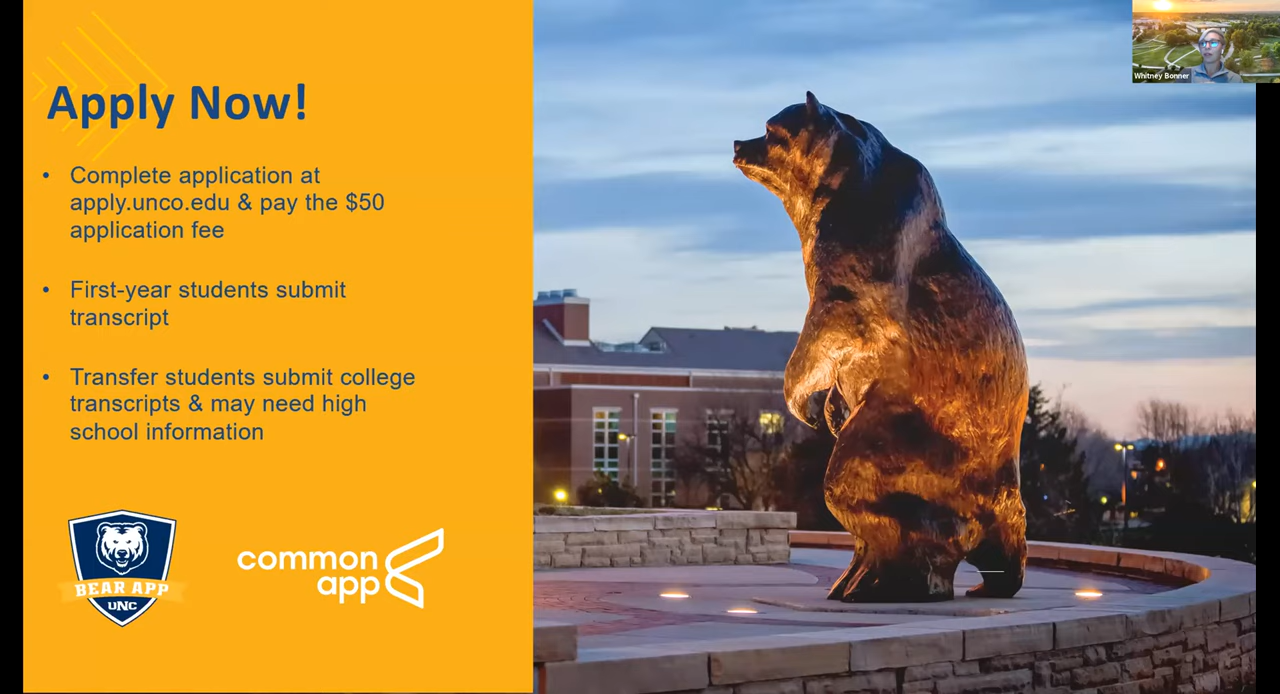 Apply Now!
• Complete application at
apply.unco.edu & pay the $50
application fee
• First-year students submit
transcript
• Transfer students submit college
transcripts & may need high
school information
BEAR APP
UNC
common
app
Whitney Bonner